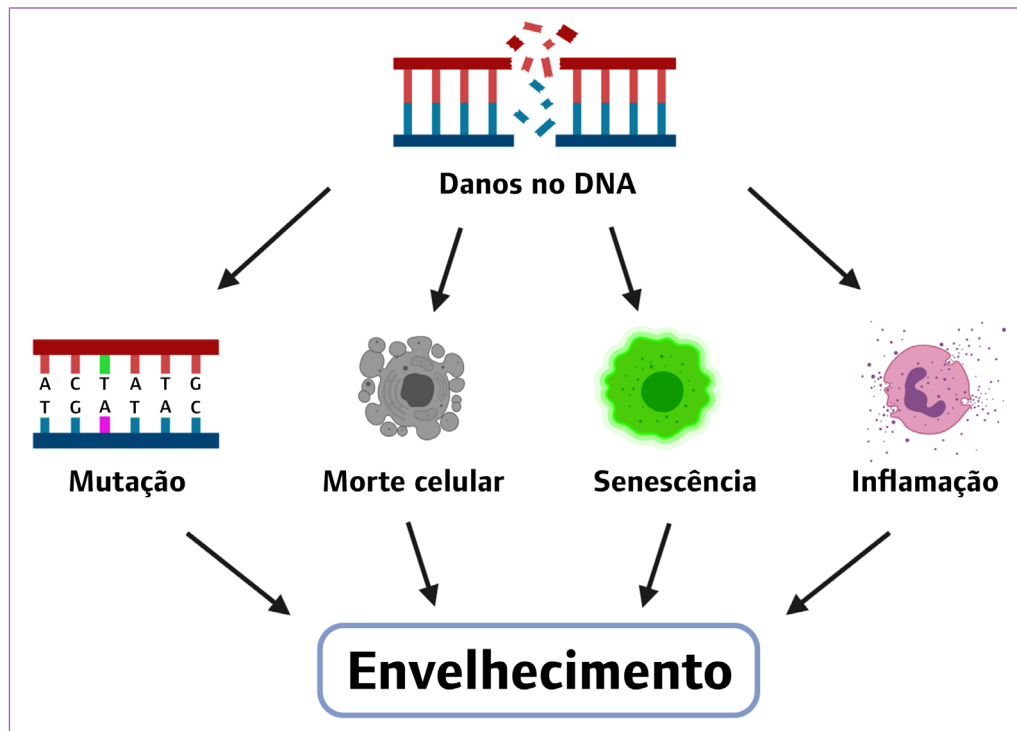 Danos no DNA
A C T A T G
T G A T A C
Mutação
Morte celular
Senescência
Inflamação
Envelhecimento